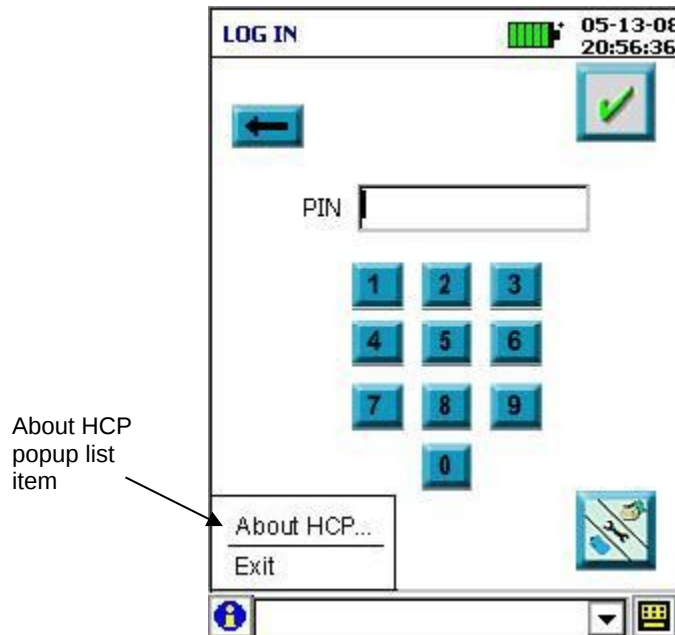 LOG IN
05-13-08
20:56:36
PIN
1 2 3
4 5 6
7 8 9
0
About HCP
popup list
item
About HCP...
Exit